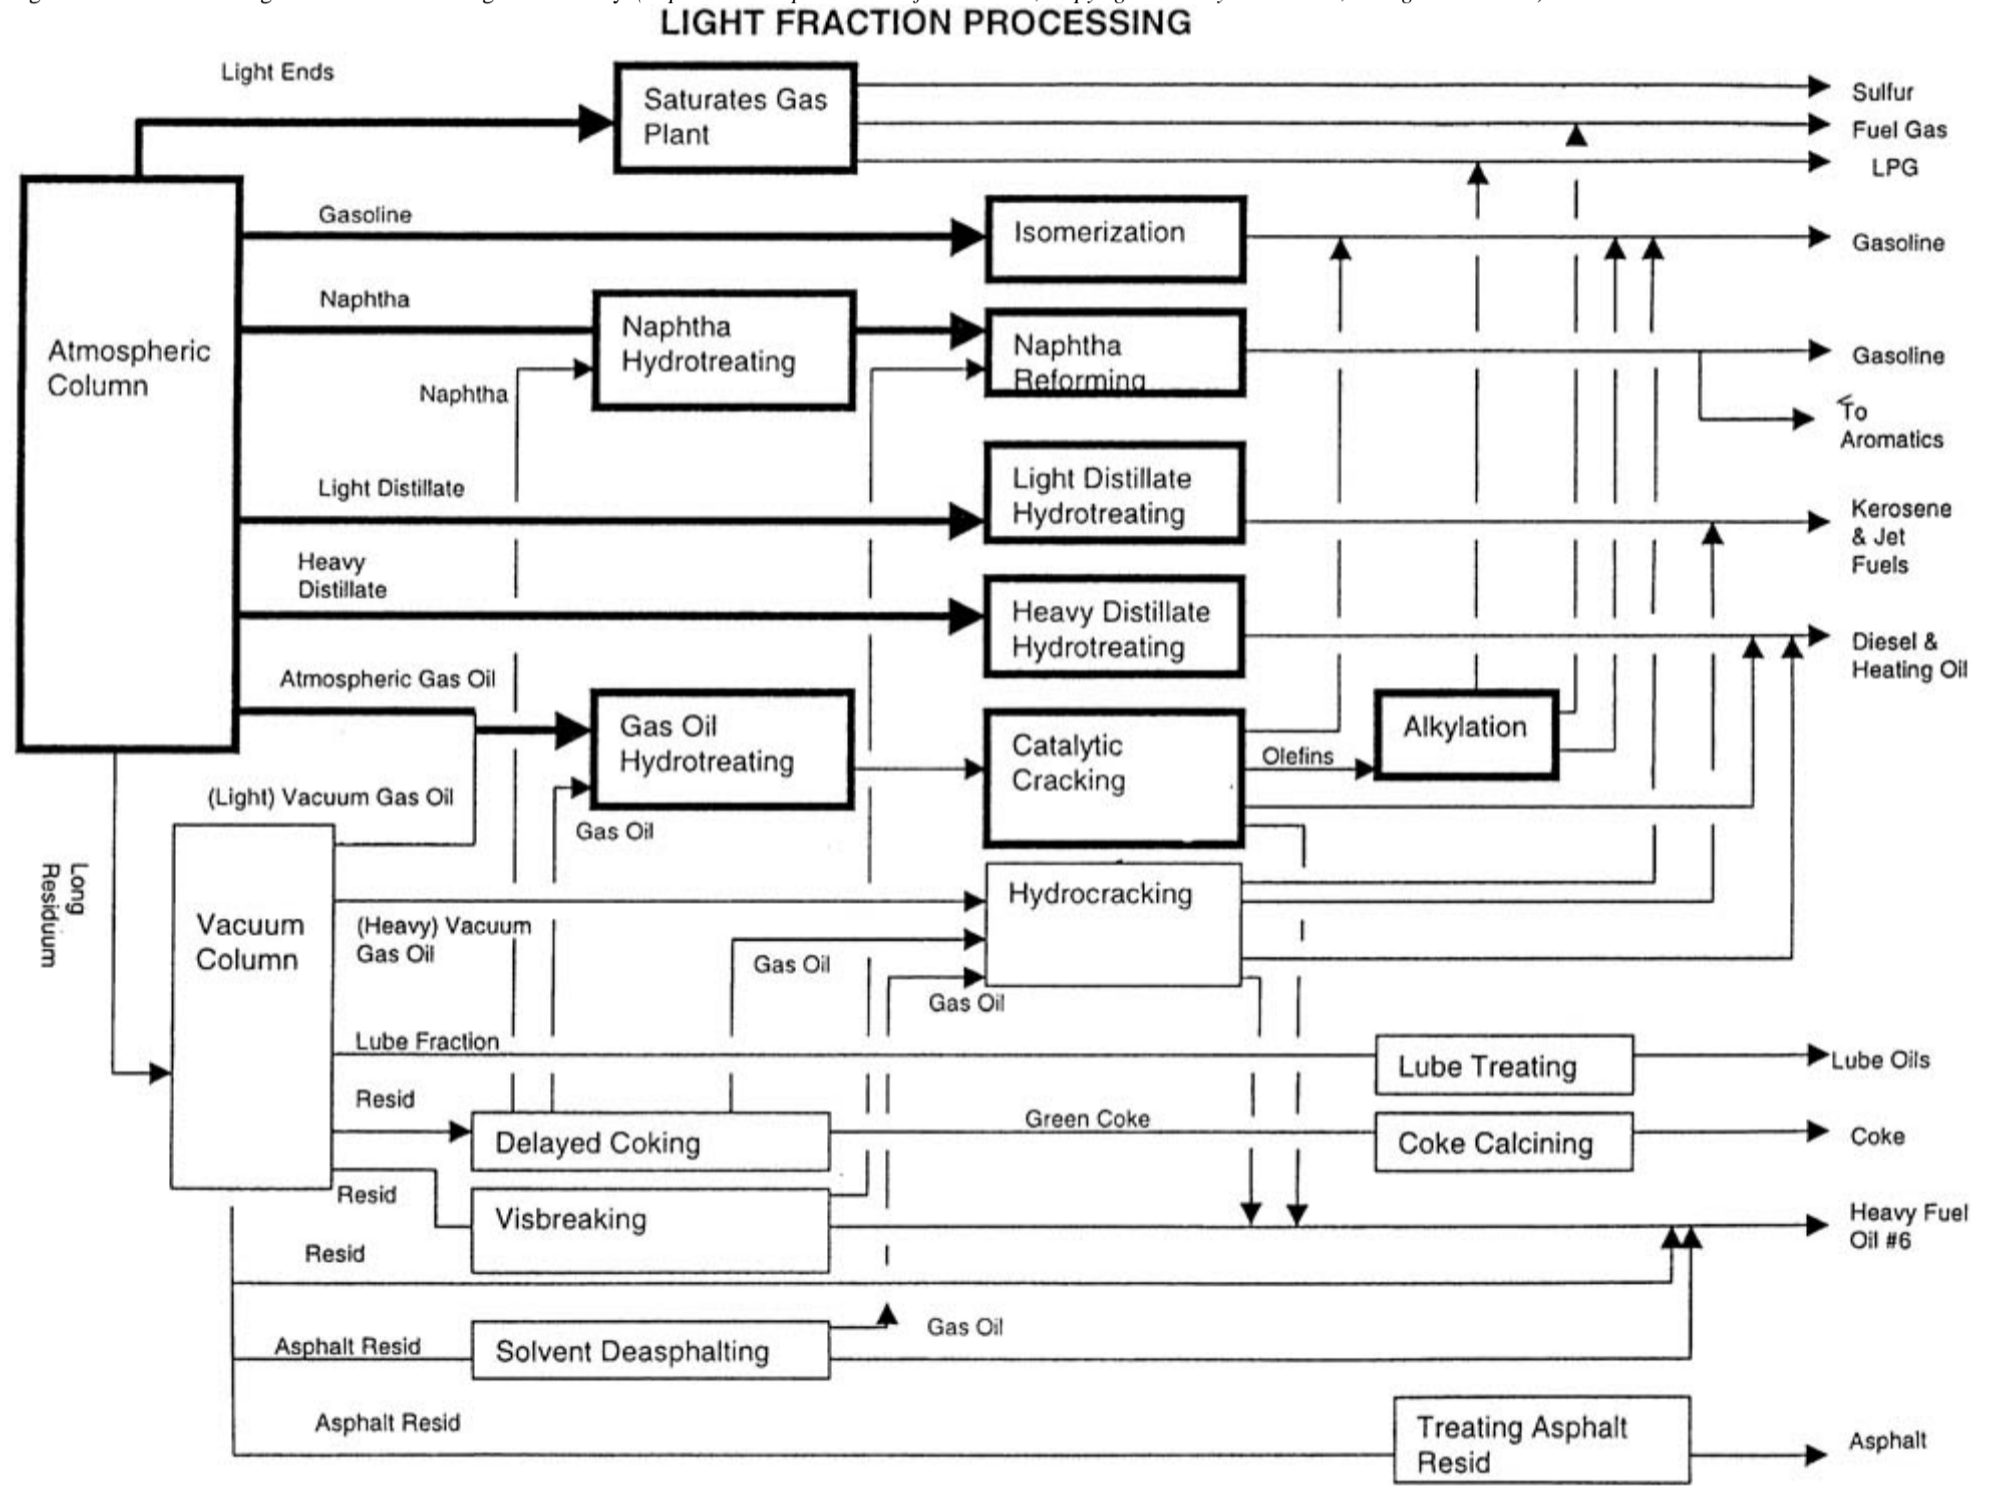 LIGHT FRACTION PROCESSING
Light Ends
Saturates Gas
Plant
Sulfur
Fuel Gas
LPG
Gasoline
Isomerization
Gasoline
Naphtha
Naphtha
Hydrotreating
Naphtha
Reforming
Gasoline
Atmospheric
Column
Naphtha
To
Aromatics
Light Distillate
Light Distillate
Hydrotreating
Kerosene
& Jet
Fuels
Heavy
Distillate
Heavy Distillate
Hydrotreating
Diesel &
Heating Oil
Atmospheric Gas Oil
Gas Oil
Hydrotreating
Catalytic
Cracking
Olefins
Alkylation
(Light) Vacuum Gas Oil
Gas Oil
Long
Residuum
Vacuum
Column
(Heavy) Vacuum
Gas Oil
Hydrocracking
Gas Oil
Gas Oil
Lube Fraction
Lube Treating
Lube Oils
Resid
Delayed Coking
Green Coke
Coke Calcining
Coke
Resid
Visbreaking
Heavy Fuel
Oil #6
Resid
Gas Oil
Asphalt Resid
Solvent Deasphalting
Asphalt Resid
Treating Asphalt
Resid
Asphalt